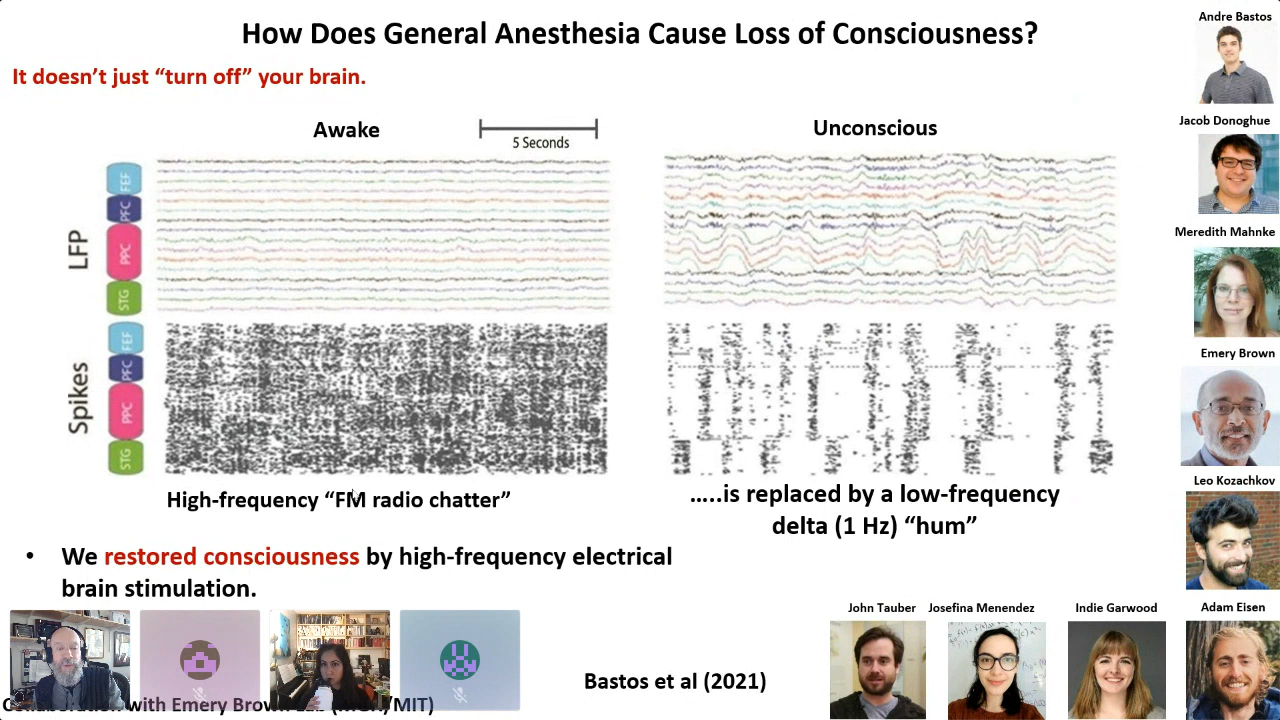 How Does General Anesthesia Cause Loss of Consciousness?
It doesn’t just “turn off” your brain.
Awake
5 Seconds
Unconscious
LFP
FEF
PFC
PPC
STG
Spikes
FEF
PFC
PPC
STG
High-frequency “FM radio chatter”
…..is replaced by a low-frequency
delta (1 Hz) “hum”
• We restored consciousness by high-frequency electrical
brain stimulation.
with Emery Brown
MIT)
Bastos et al (2021)
Andre Bastos
Jacob Donoghue
Meredith Mahnke
Emery Brown
Leo Kozachkov
John Tauber
Josefina Menendez
Indie Garwood
Adam Eisen